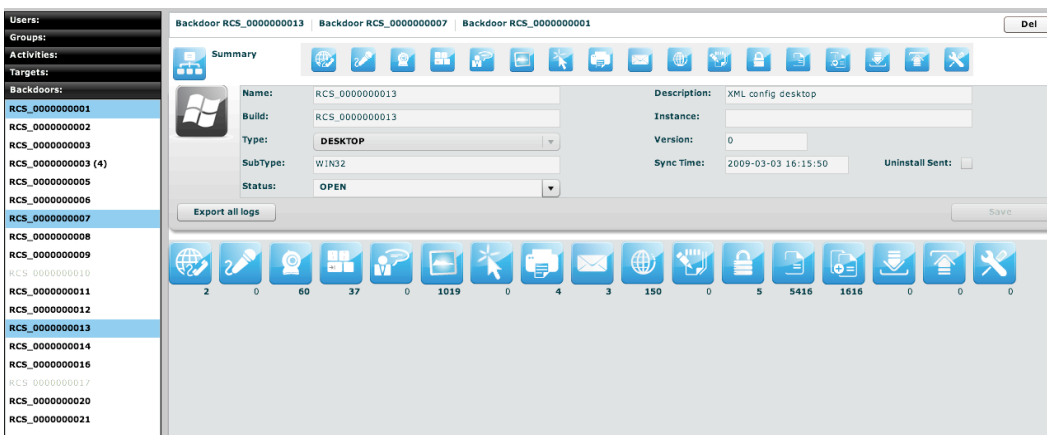 Users:
Groups:
Activities:
Targets:
Backdoors:
RCS_0000000001
RCS_0000000002
RCS_0000000003
RCS_0000000003 (4)
RCS_0000000005
RCS_0000000006
RCS_0000000007
RCS_0000000008
RCS_0000000009
RCS_0000000010
RCS_0000000011
RCS_0000000012
RCS_0000000013
RCS_0000000014
RCS_0000000016
RCS_0000000017
RCS_0000000020
RCS_0000000021
Backdoor RCS_0000000013 Backdoor RCS_0000000007 Backdoor RCS_0000000001
Del
Summary
Name: RCS_0000000013 Description: XML config desktop
Build: RCS_0000000013 Instance:
Type: DESKTOP Version: 0
SubType: WIN32 Sync Time: 2009-03-03 16:15:50 Uninstall Sent:
Status: OPEN
Export all logs Save
2 0 60 37 0 1019 0 4 3 150 0 5 5416 1616 0 0 0